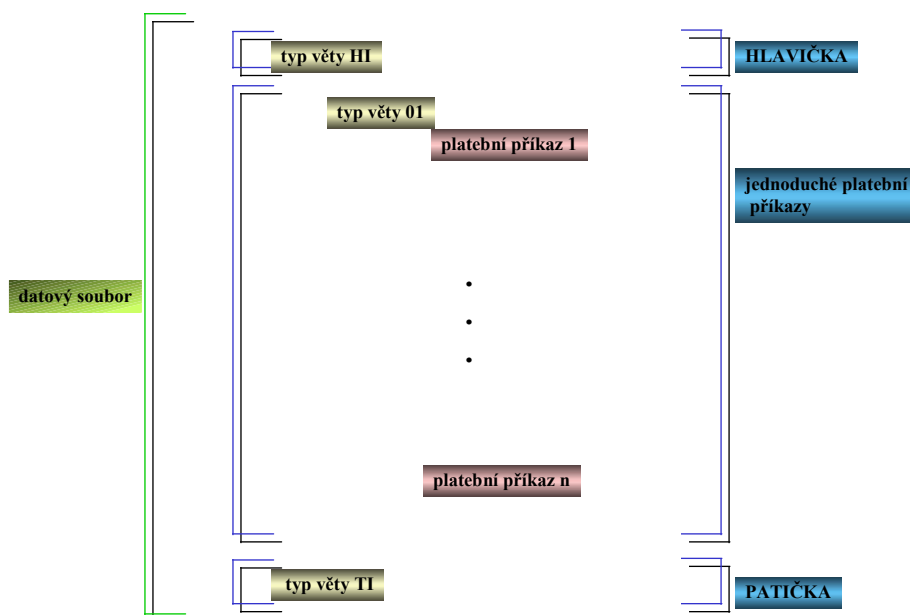 typ věty HI
HLAVIČKA
typ věty 01
platební příkaz 1
jednoduché platební
příkazy
datový soubor
platební příkaz n
typ věty TI
PATIČKA